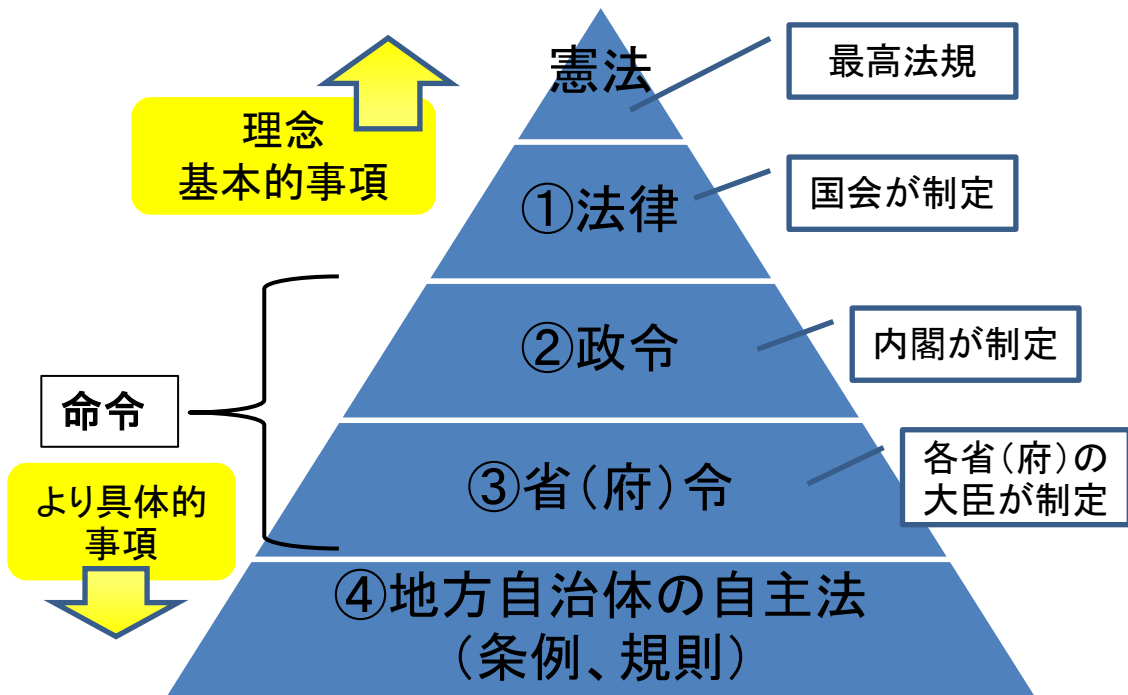 憲法
最高法規
理念
基本的事項
①法律
国会が制定
②政令
内閣が制定
命令
③省(府)令
各省(府)の
大臣が制定
より具体的
事項
④地方自治体の自主法
(条例、規則)